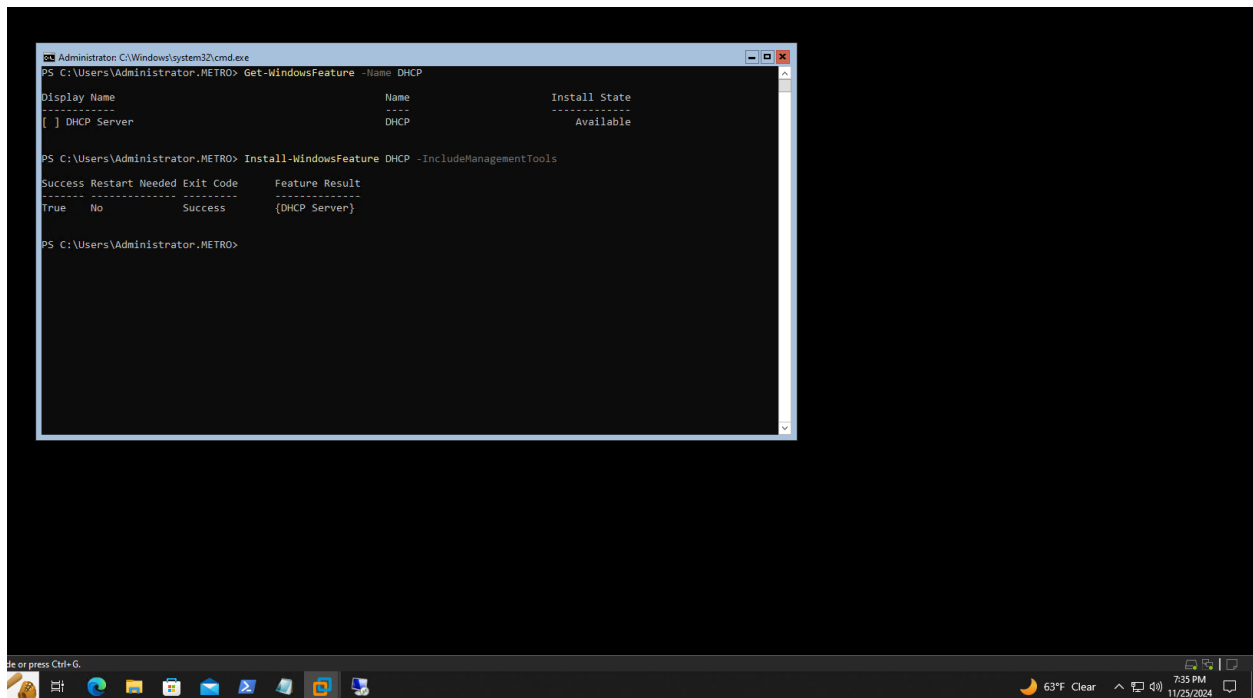 Administrator: C:\Windows\system32\cmd.exe
PS C:\Users\Administrator.METRO> Get-WindowsFeature -Name DHCP
Display Name                                            Name                       Install State
------------                                            ----                       -------------
[ ] DHCP Server                                         DHCP                           Available
PS C:\Users\Administrator.METRO> Install-WindowsFeature DHCP -IncludeManagementTools
Success Restart Needed Exit Code      Feature Result
------- -------------- ---------      --------------
True    No             Success        {DHCP Server}
PS C:\Users\Administrator.METRO>
de or press Ctrl+G.
63°F Clear
7:35 PM
11/25/2024